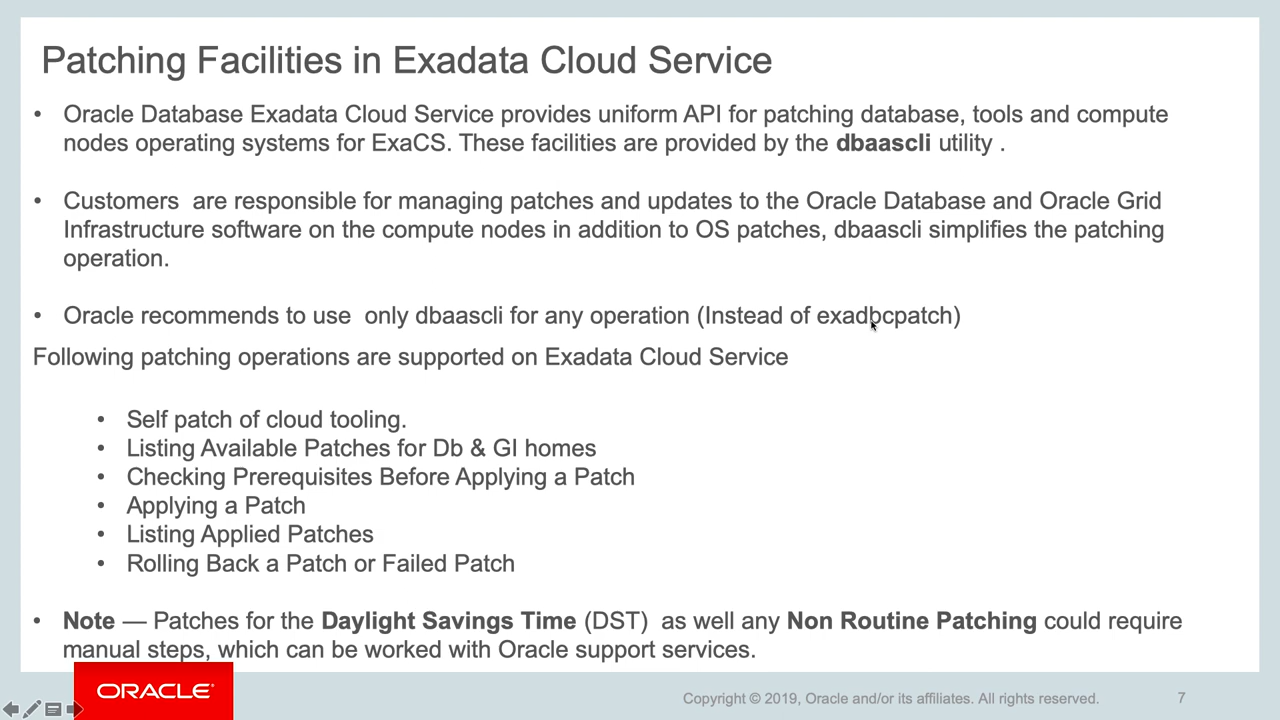 Patching Facilities in Exadata Cloud Service
• Oracle Database Exadata Cloud Service provides uniform API for patching database, tools and compute
nodes operating systems for ExaCS. These facilities are provided by the dbaascli utility .
• Customers  are responsible for managing patches and updates to the Oracle Database and Oracle Grid
Infrastructure software on the compute nodes in addition to OS patches, dbaascli simplifies the patching
operation.
• Oracle recommends to use  only dbaascli for any operation (Instead of exadbcpatch)
Following patching operations are supported on Exadata Cloud Service
• Self patch of cloud tooling.
• Listing Available Patches for Db & GI homes
• Checking Prerequisites Before Applying a Patch
• Applying a Patch
• Listing Applied Patches
• Rolling Back a Patch or Failed Patch
• Note — Patches for the Daylight Savings Time (DST)  as well any Non Routine Patching could require
manual steps, which can be worked with Oracle support services.
ORACLE®
Copyright © 2019, Oracle and/or its affiliates. All rights reserved. 7